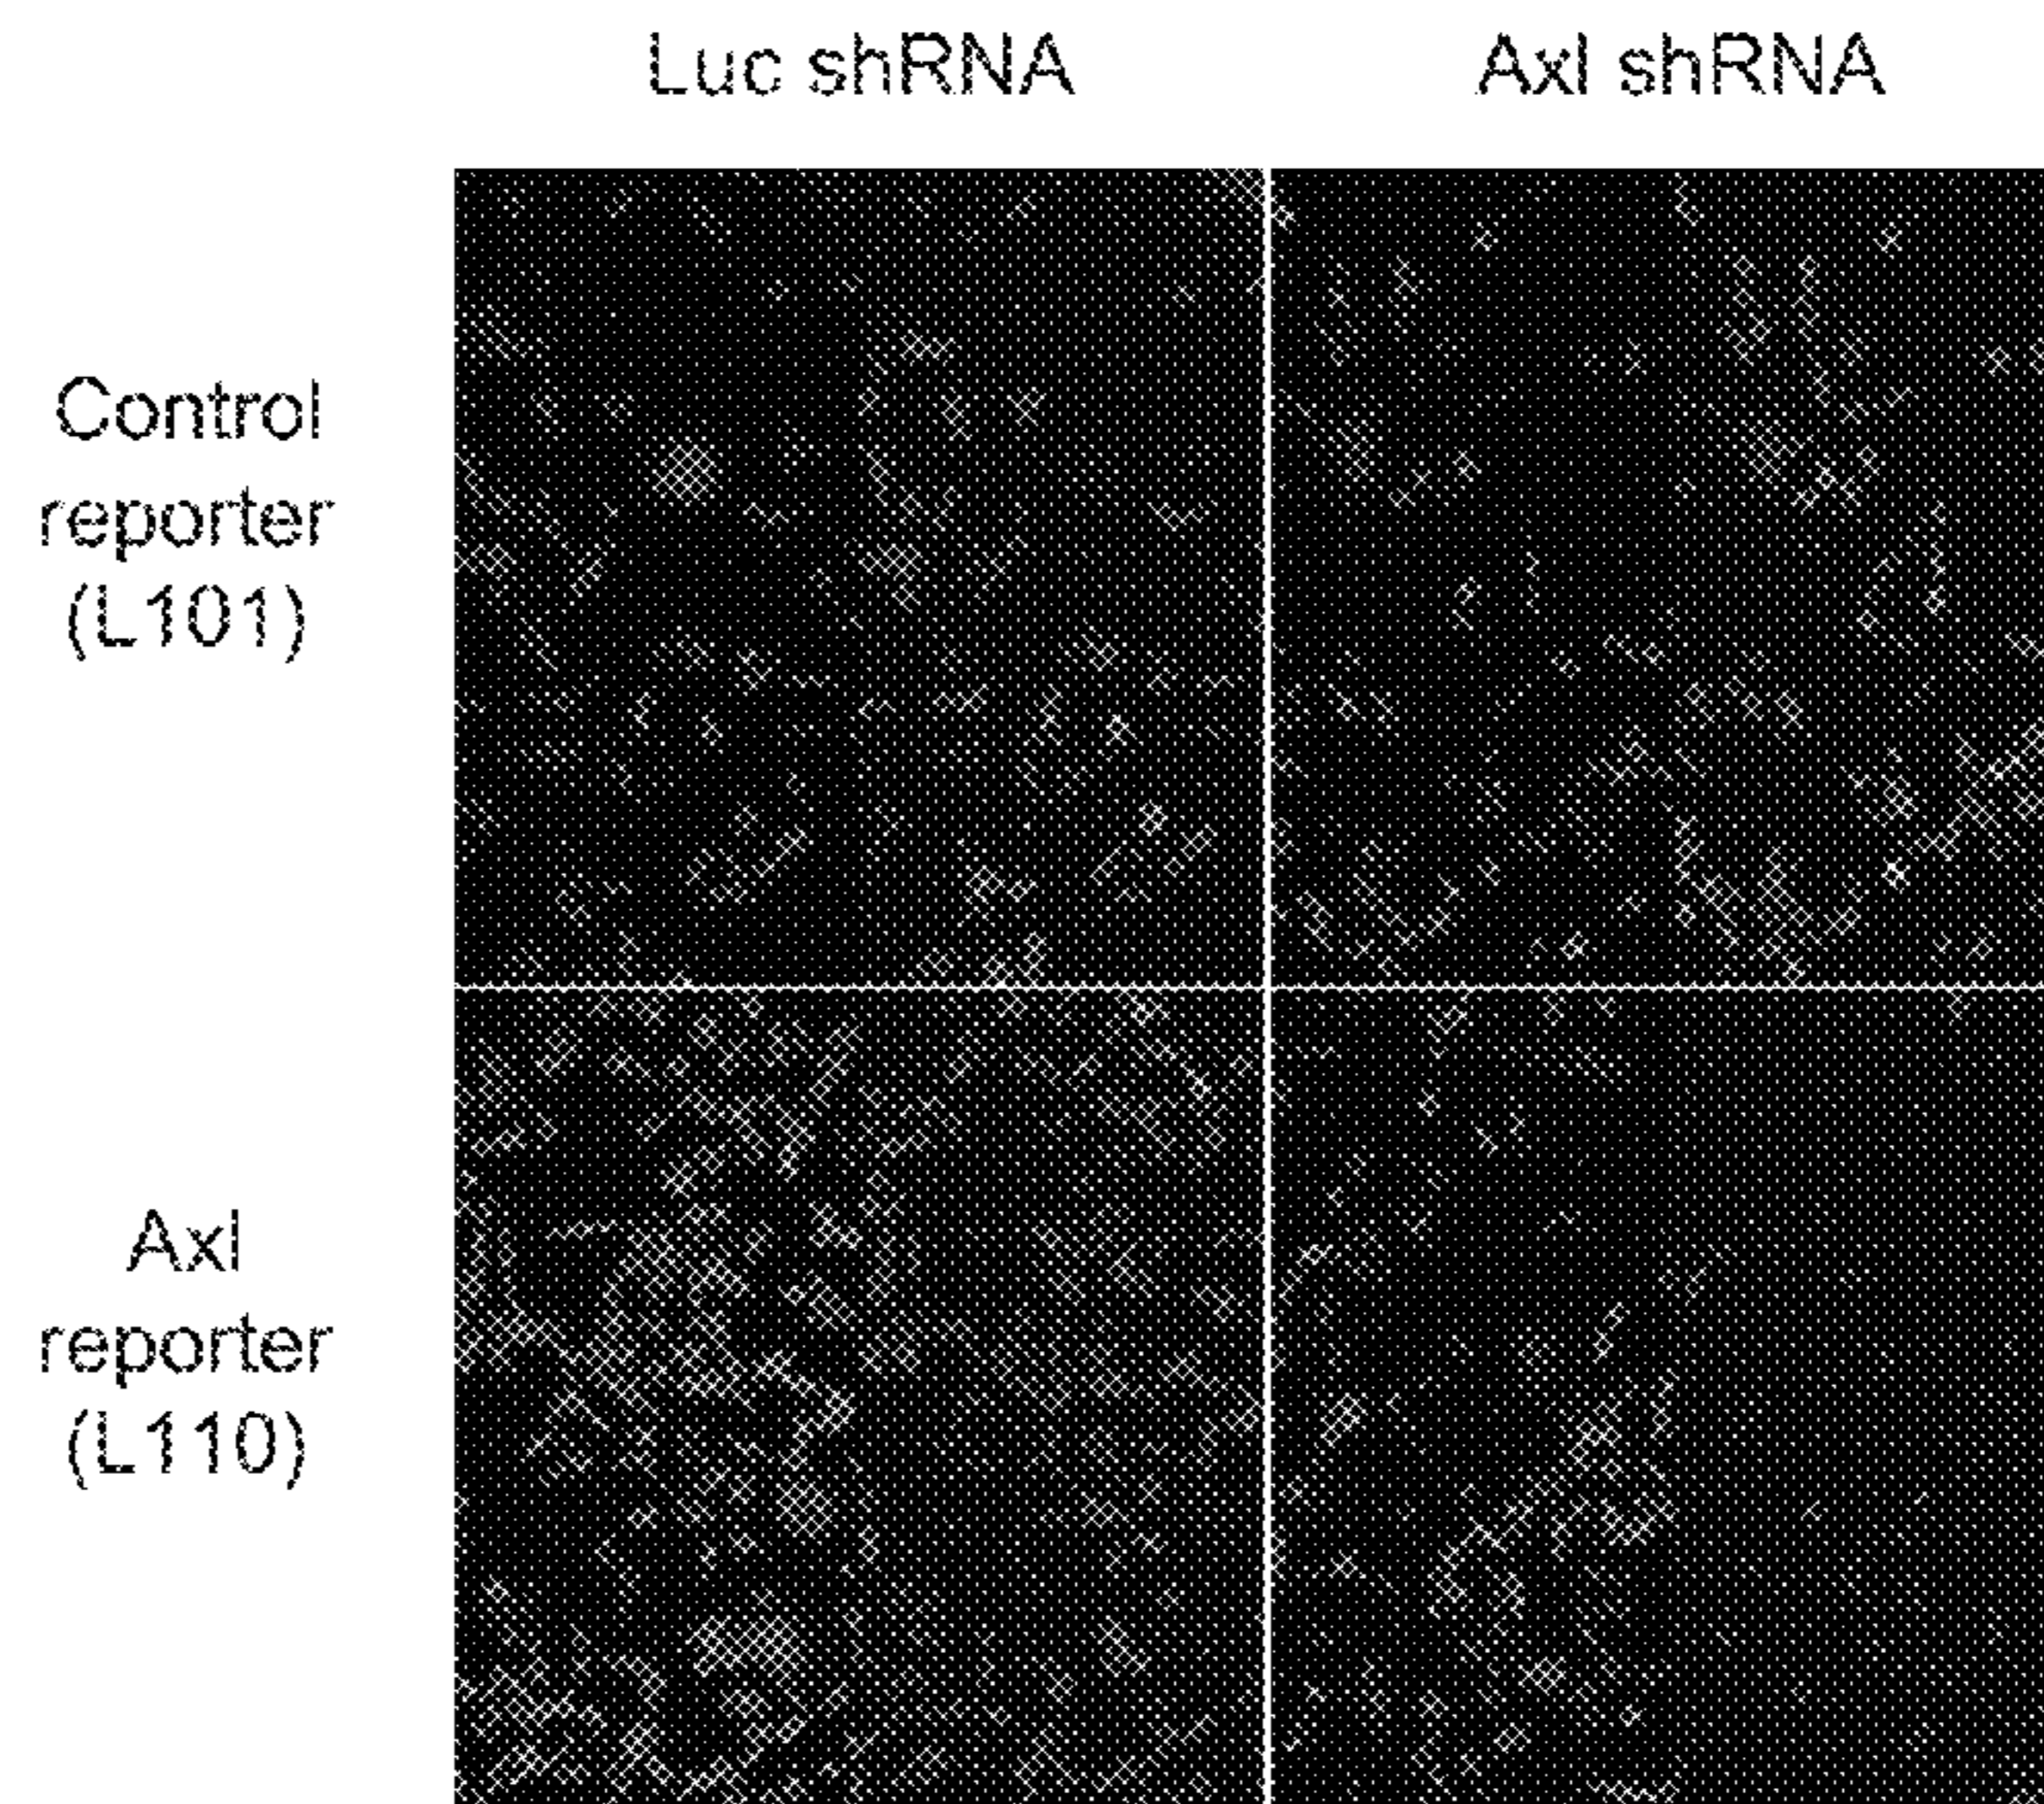 Luc shRNA
Axl shRNA
Control
reporter
(L101)
Axl
reporter
(L110)